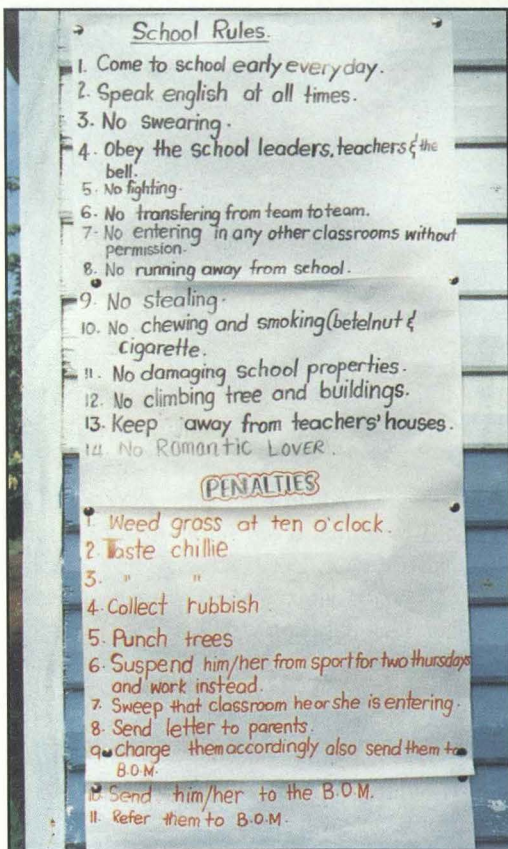 School Rules.
1. Come to school early everyday.
2. Speak english at all times.
3. No swearing.
4. Obey the school leaders, teachers & the
bell.
5. No fighting.
6. No transfering from team to team.
7. No entering in any other classrooms without
permission.
8. No running away from school.
9. No stealing.
10. No chewing and smoking (betelnut &
cigarette.
11. No damaging school properties.
12. No climbing tree and buildings.
13. Keep away from teachers' houses.
14. No Romantic Lover.
PENALTIES
1. Weed grass at ten o'clock.
2. Taste chillie
3. " "
4. Collect rubbish
5. Punch trees
6. Suspend him/her from sport for two thursdays
and work instead.
7. Sweep that classroom he or she is entering.
8. Send letter to parents.
9. charge them accordingly also send them to
B.O.M.
10. Send him/her to the B.O.M.
11. Refer them to B.O.M.